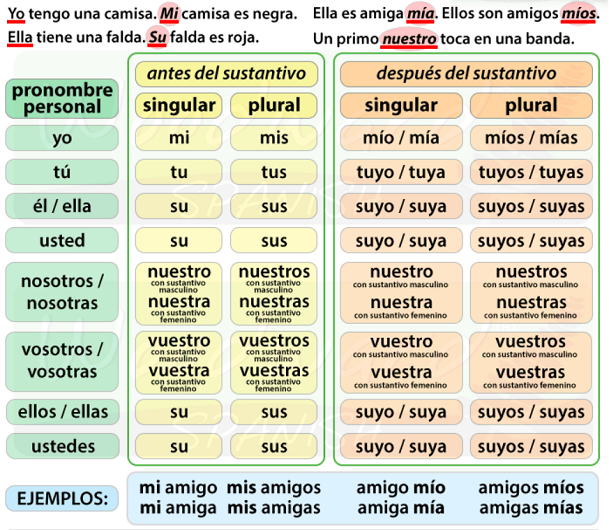 Yo tengo una camisa. Mi camisa es negra.
Ella tiene una falda. Su falda es roja.
Ella es amiga mía. Ellos son amigos míos.
Un primo nuestro toca en una banda.
pronombre personal
antes del sustantivo
después del sustantivo
singular plural singular plural
yo mi mis mío / mía míos / mías
tú tu tus tuyo / tuya tuyos / tuyas
él / ella su sus suyo / suya suyos / suyas
usted su sus suyo / suya suyos / suyas
nosotros / nosotras
nuestro nuestros nuestro nuestros
con sustantivo masculino con sustantivo masculino con sustantivo masculino con sustantivo masculino
nuestra nuestras nuestra nuestras
con sustantivo femenino con sustantivo femenino con sustantivo femenino con sustantivo femenino
vosotros / vosotras
vuestro vuestros vuestro vuestros
con sustantivo masculino con sustantivo masculino con sustantivo masculino con sustantivo masculino
vuestra vuestras vuestra vuestras
con sustantivo femenino con sustantivo femenino con sustantivo femenino con sustantivo femenino
ellos / ellas su sus suyo / suya suyos / suyas
ustedes su sus suyo / suya suyos / suyas
EJEMPLOS:
mi amigo mis amigos amigo mío amigos míos
mi amiga mis amigas amiga mía amigas mías